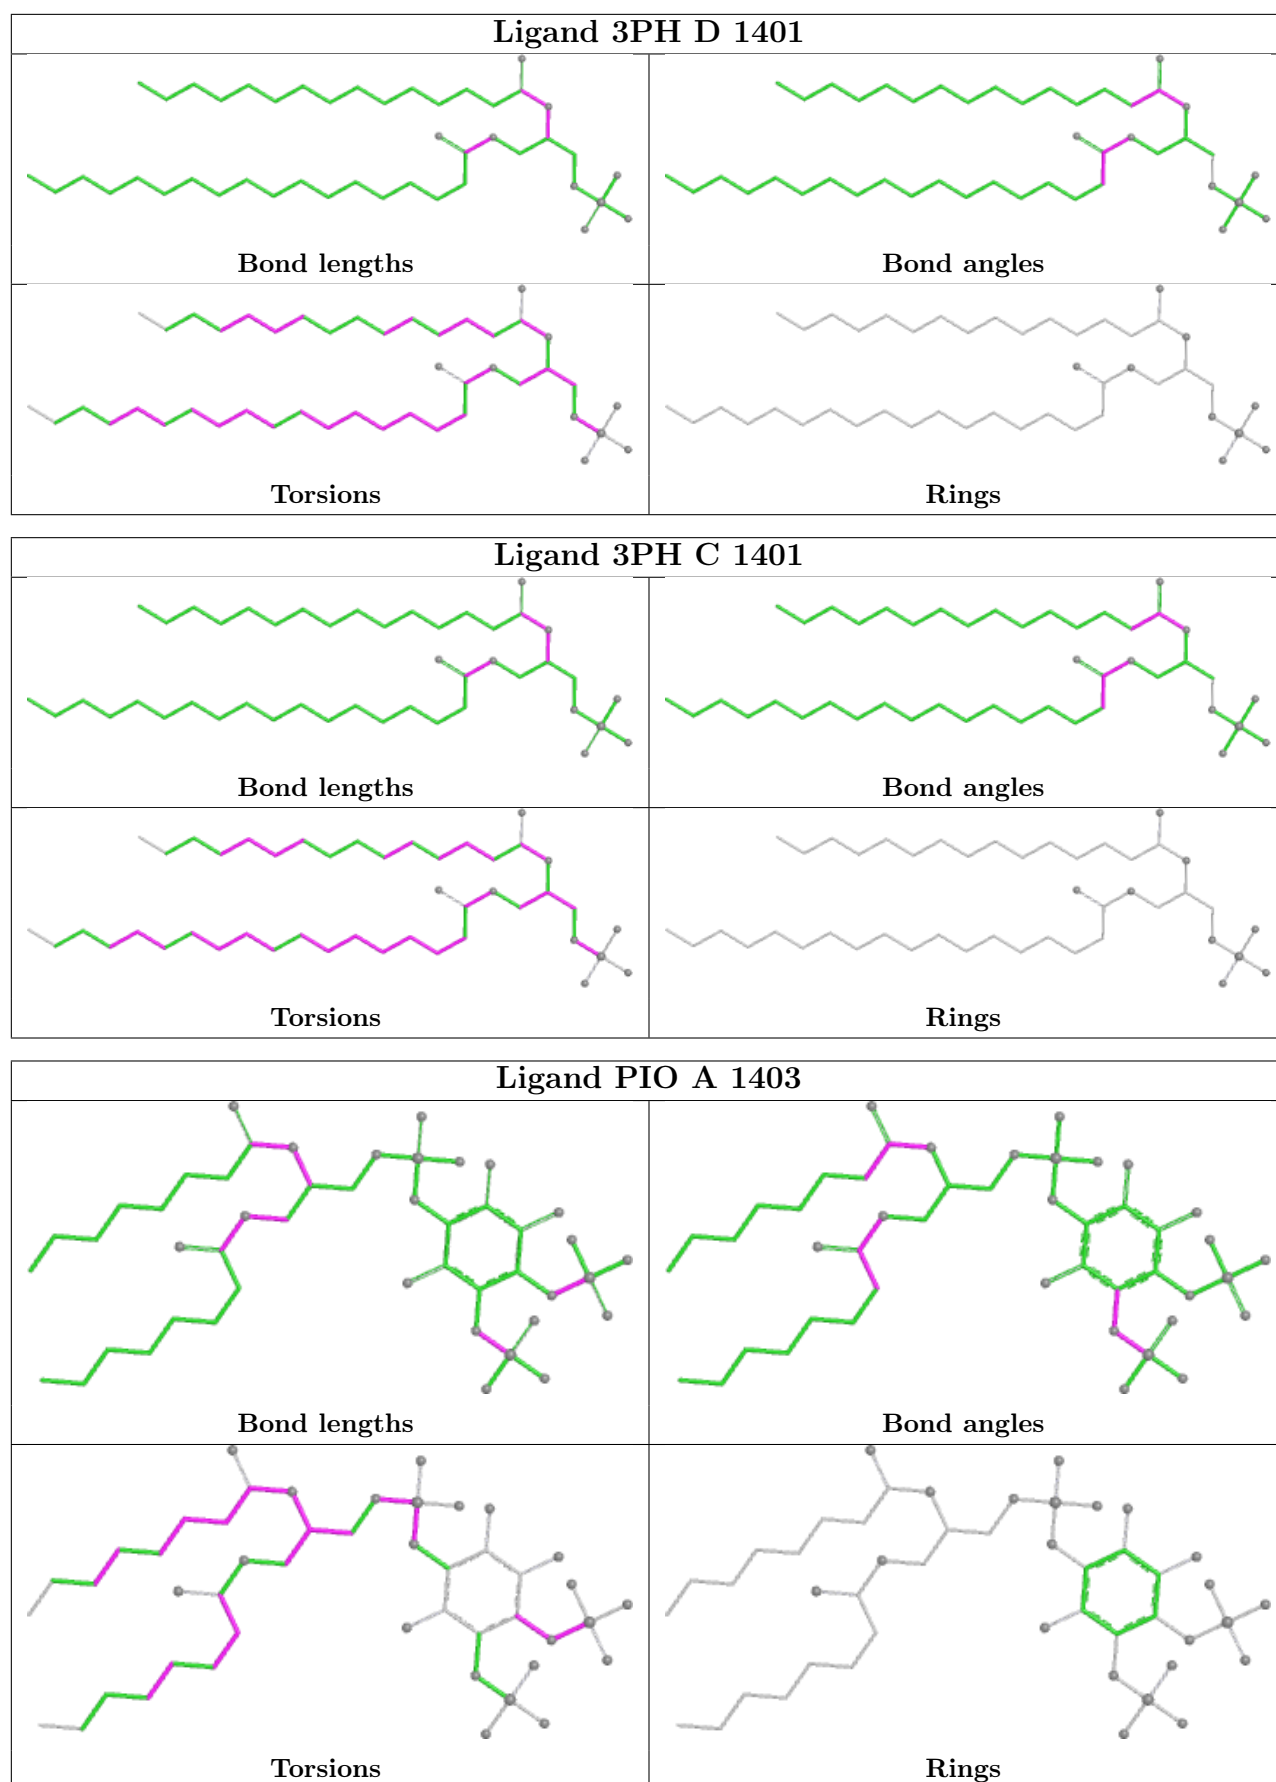 Ligand 3PH D 1401
Bond lengths
Bond angles
Torsions
Rings
Ligand 3PH C 1401
Bond lengths
Bond angles
Torsions
Rings
Ligand PIO A 1403
Bond lengths
Bond angles
Torsions
Rings